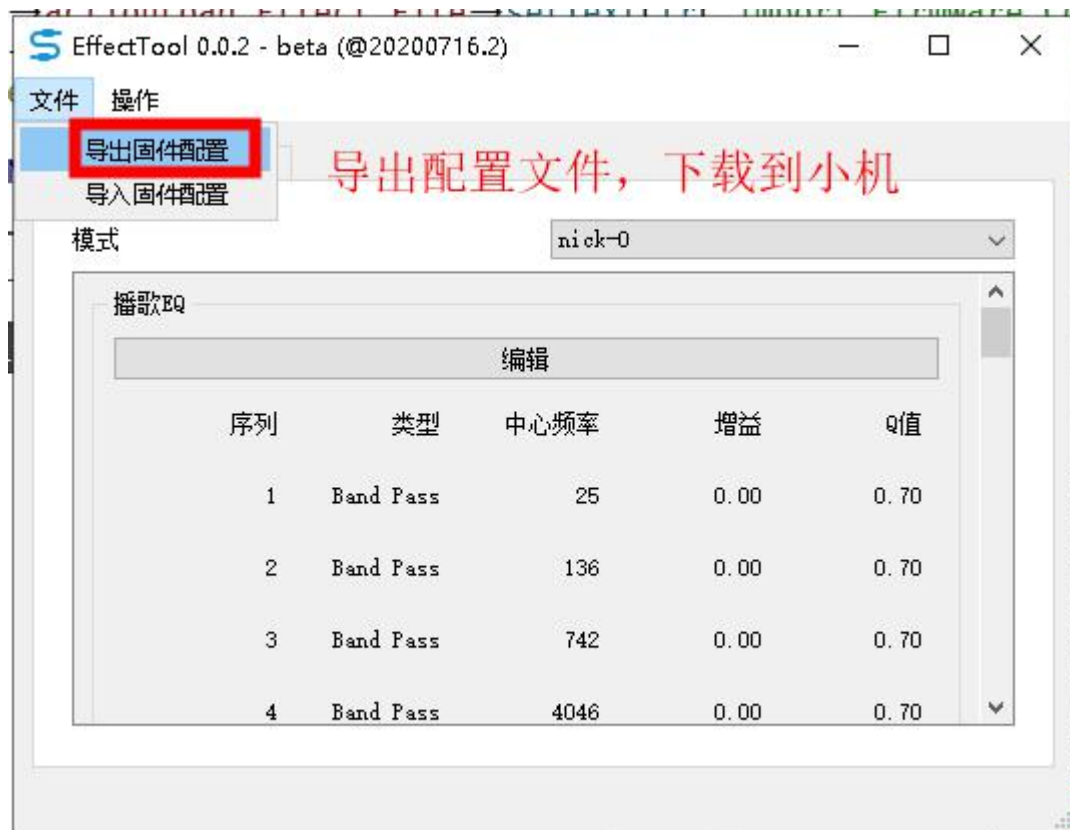 EffectTool 0.0.2 - beta (@20200716.2)
文件 操作
导出固件配置
导出配置文件，下载到小机
导入固件配置
模式 nick-0
播歌EQ
编辑
序列 类型 中心频率 增益 Q值
1 Band Pass 25 0.00 0.70
2 Band Pass 136 0.00 0.70
3 Band Pass 742 0.00 0.70
4 Band Pass 4046 0.00 0.70